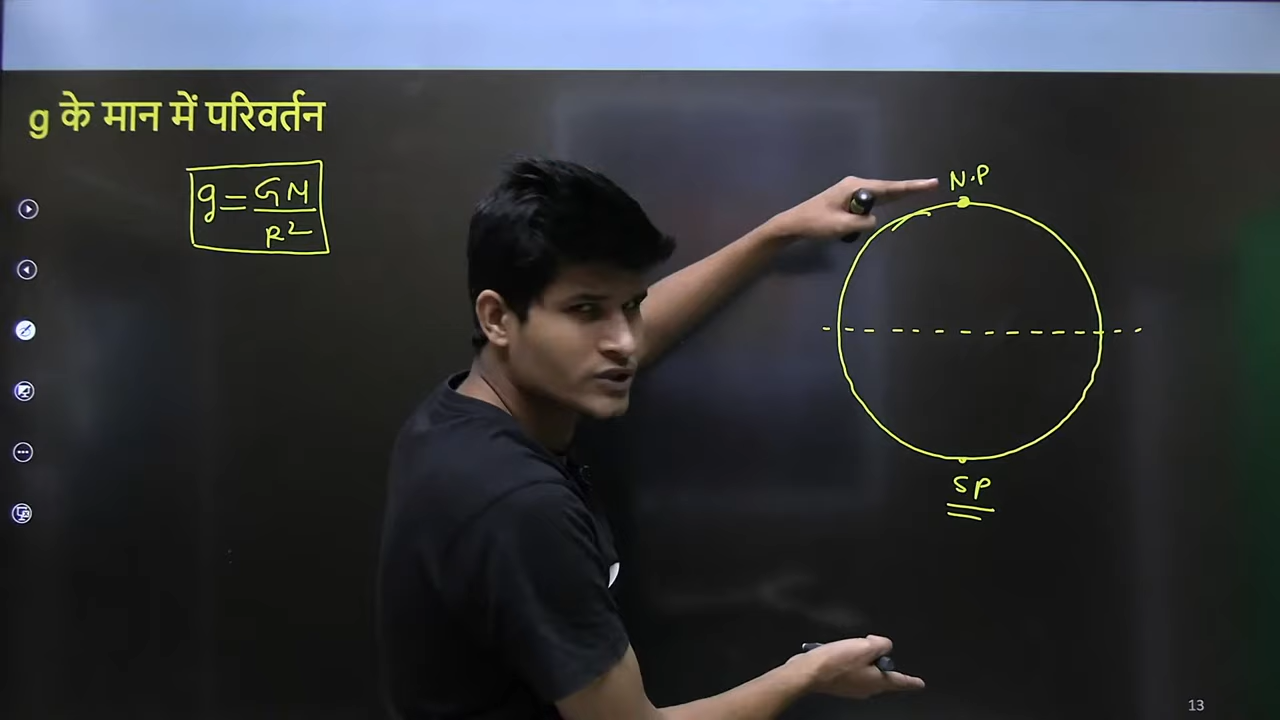 g के मान में परिवर्तन
g = GM / R²
N.P
SP
13